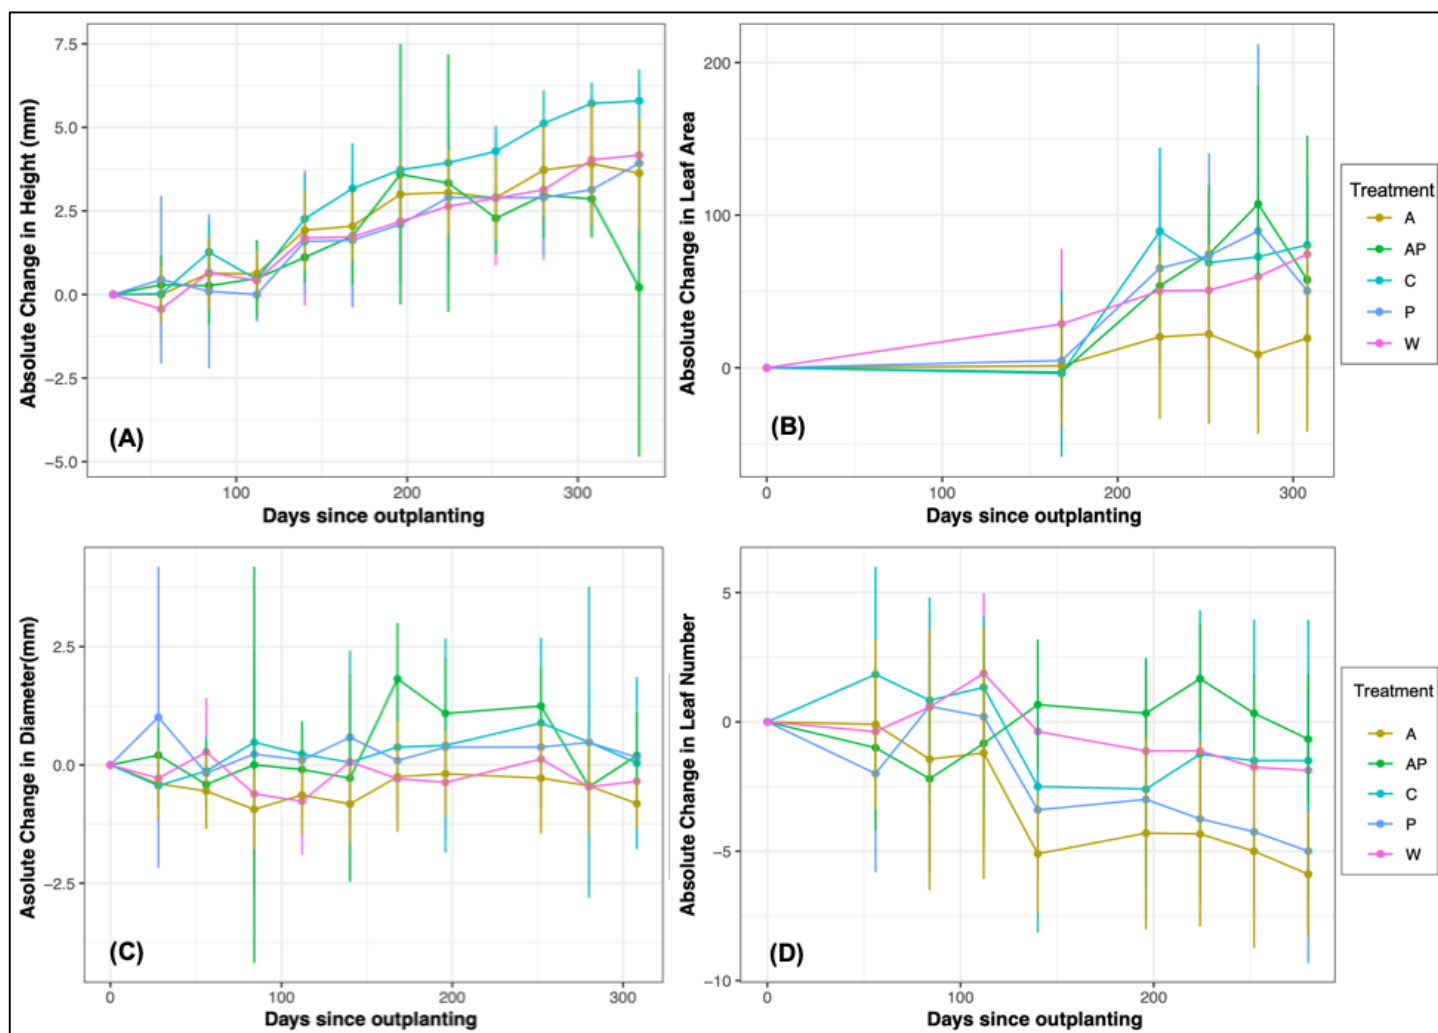 Absolute Change in Height (mm)
7.5
5.0
2.5
0.0
−2.5
−5.0
(A)
100
200
300
Days since outplanting
Absolute Change in Leaf Area
200
100
0
(B)
0
100
200
300
Days since outplanting
Treatment
A
AP
C
P
W
Asolute Change in Diameter(mm)
2.5
0.0
−2.5
(C)
0
100
200
300
Days since outplanting
Absolute Change in Leaf Number
5
0
−5
−10
(D)
0
100
200
Days since outplanting
Treatment
A
AP
C
P
W